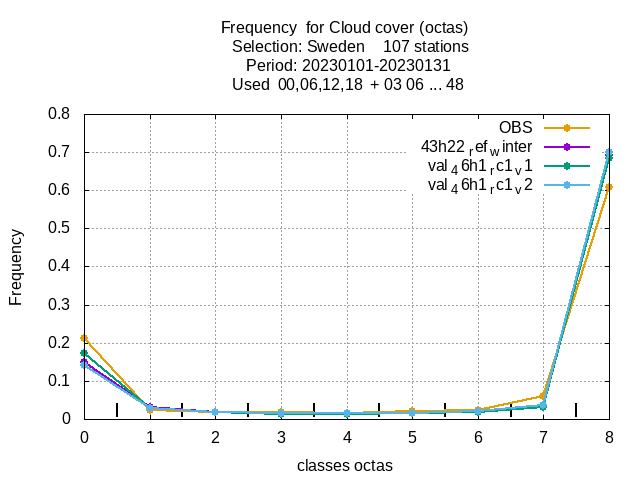 Frequency for Cloud cover (octas)
Selection: Sweden 107 stations
Period: 20230101-20230131
Used 00,06,12,18 + 03 06 ... 48
OBS
43h22_ref_winter
val_46h1_rc1_v1
val_46h1_rc1_v2
0.8
0.7
0.6
0.5
0.4
0.3
0.2
0.1
0
Frequency
0 1 2 3 4 5 6 7 8
classes octas